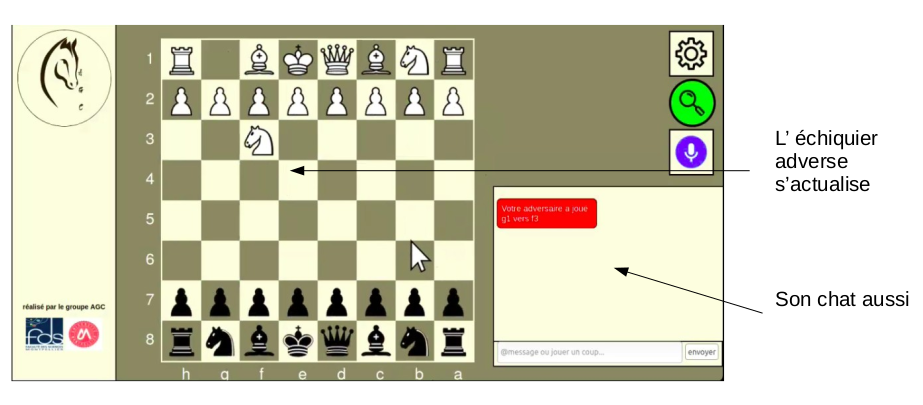 1
2
3
4
5
6
7
8
h g f e d c b a
Votre adversaire a joue
g1 vers f3
@message ou jouer un coup...
envoyer
réalisé par le groupe AGC
fds
L' échiquier
adverse
s'actualise
Son chat aussi